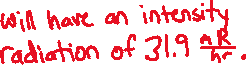 will have an intensity
radiation of 31.9 mR/hr.